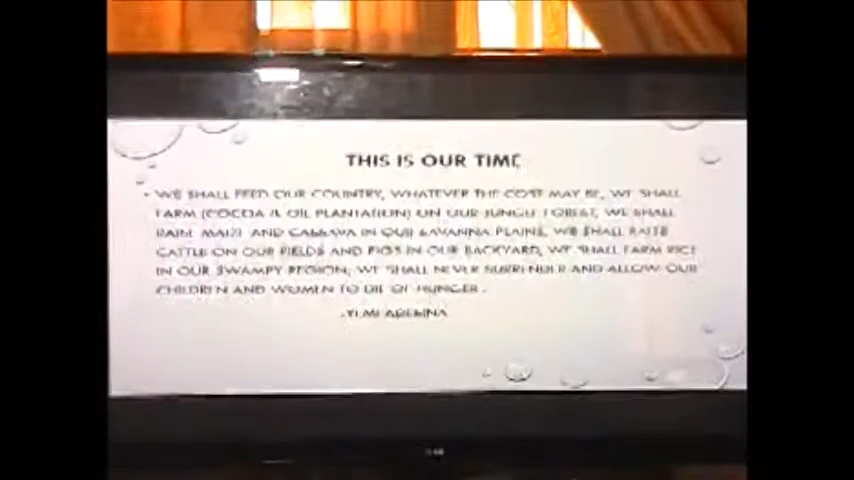 THIS IS OUR TIME
• WE SHALL FEED OUR COUNTRY, WHATEVER THE COST MAY BE, WE SHALL
FARM (COCOA & OIL PLANTATION) ON OUR JUNGLE FOREST, WE SHALL
MAIZE AND CASSAVA IN OUR SAVANNA PLAINS, WE SHALL RAISE
CATTLE ON OUR FIELDS AND PIGS IN OUR BACKYARD, WE SHALL FARM RICE
IN OUR SWAMPY REGION, WE SHALL NEVER SURRENDER AND ALLOW OUR
CHILDREN AND WOMEN TO DIE OF HUNGER.
-YEMI